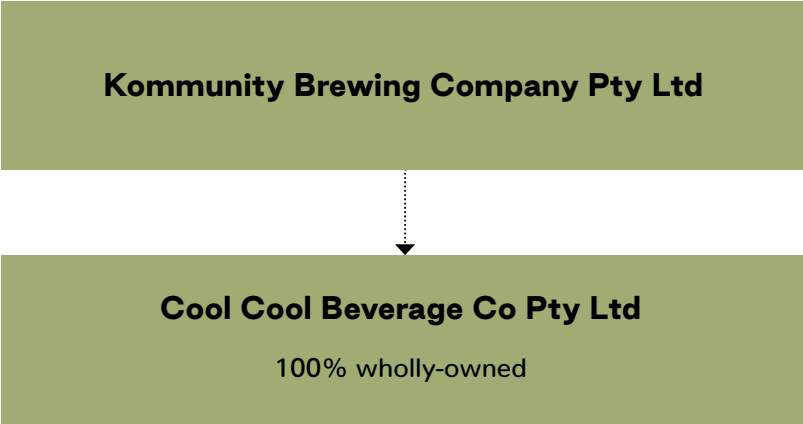 Kommunity Brewing Company Pty Ltd
Cool Cool Beverage Co Pty Ltd
100% wholly-owned